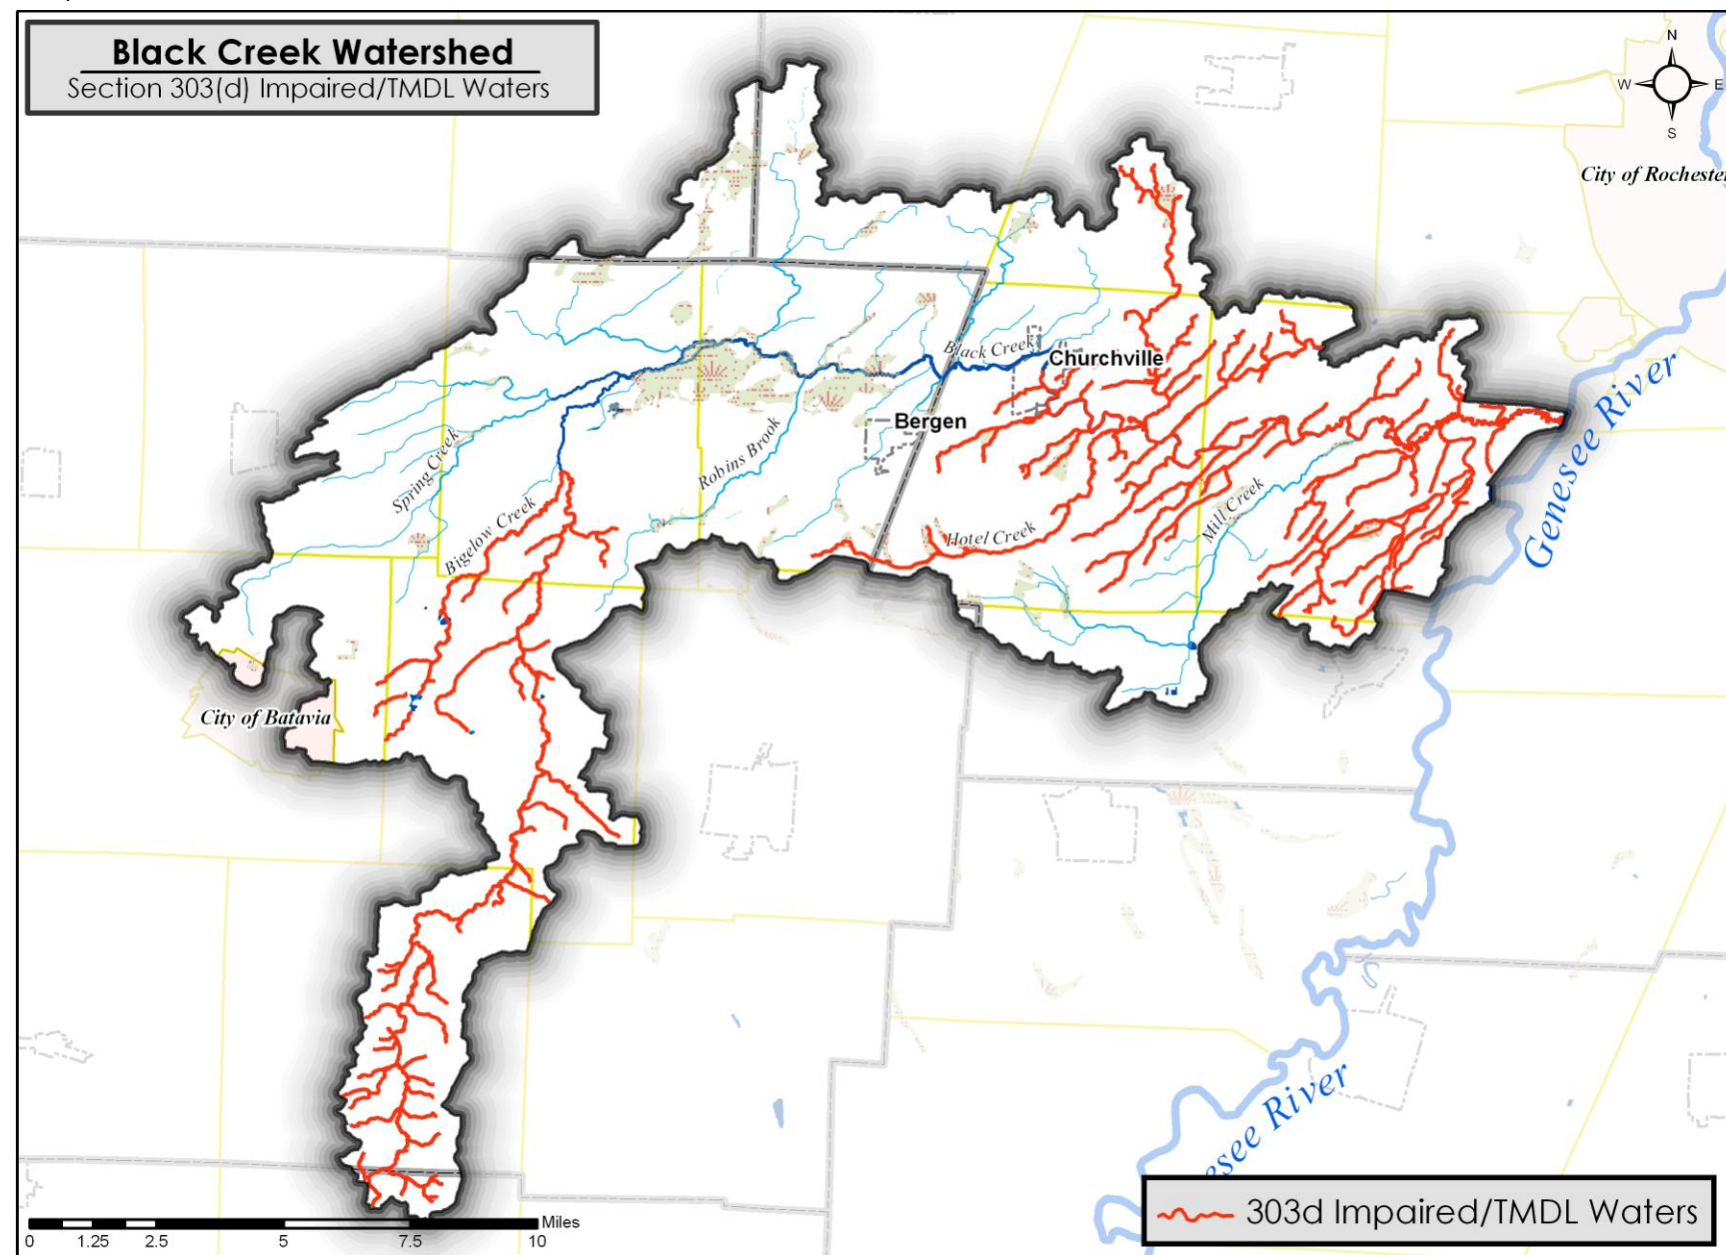 Black Creek Watershed
Section 303(d) Impaired/TMDL Waters
N
W E
S
City of Rochester
Black Creek
Churchville
Bergen
Genesee River
Spring Creek
Robins Brook
Bigelow Creek
Hotel Creek
Mill Creek
City of Batavia
esee River
303d Impaired/TMDL Waters
Miles
0 1.25 2.5 5 7.5 10